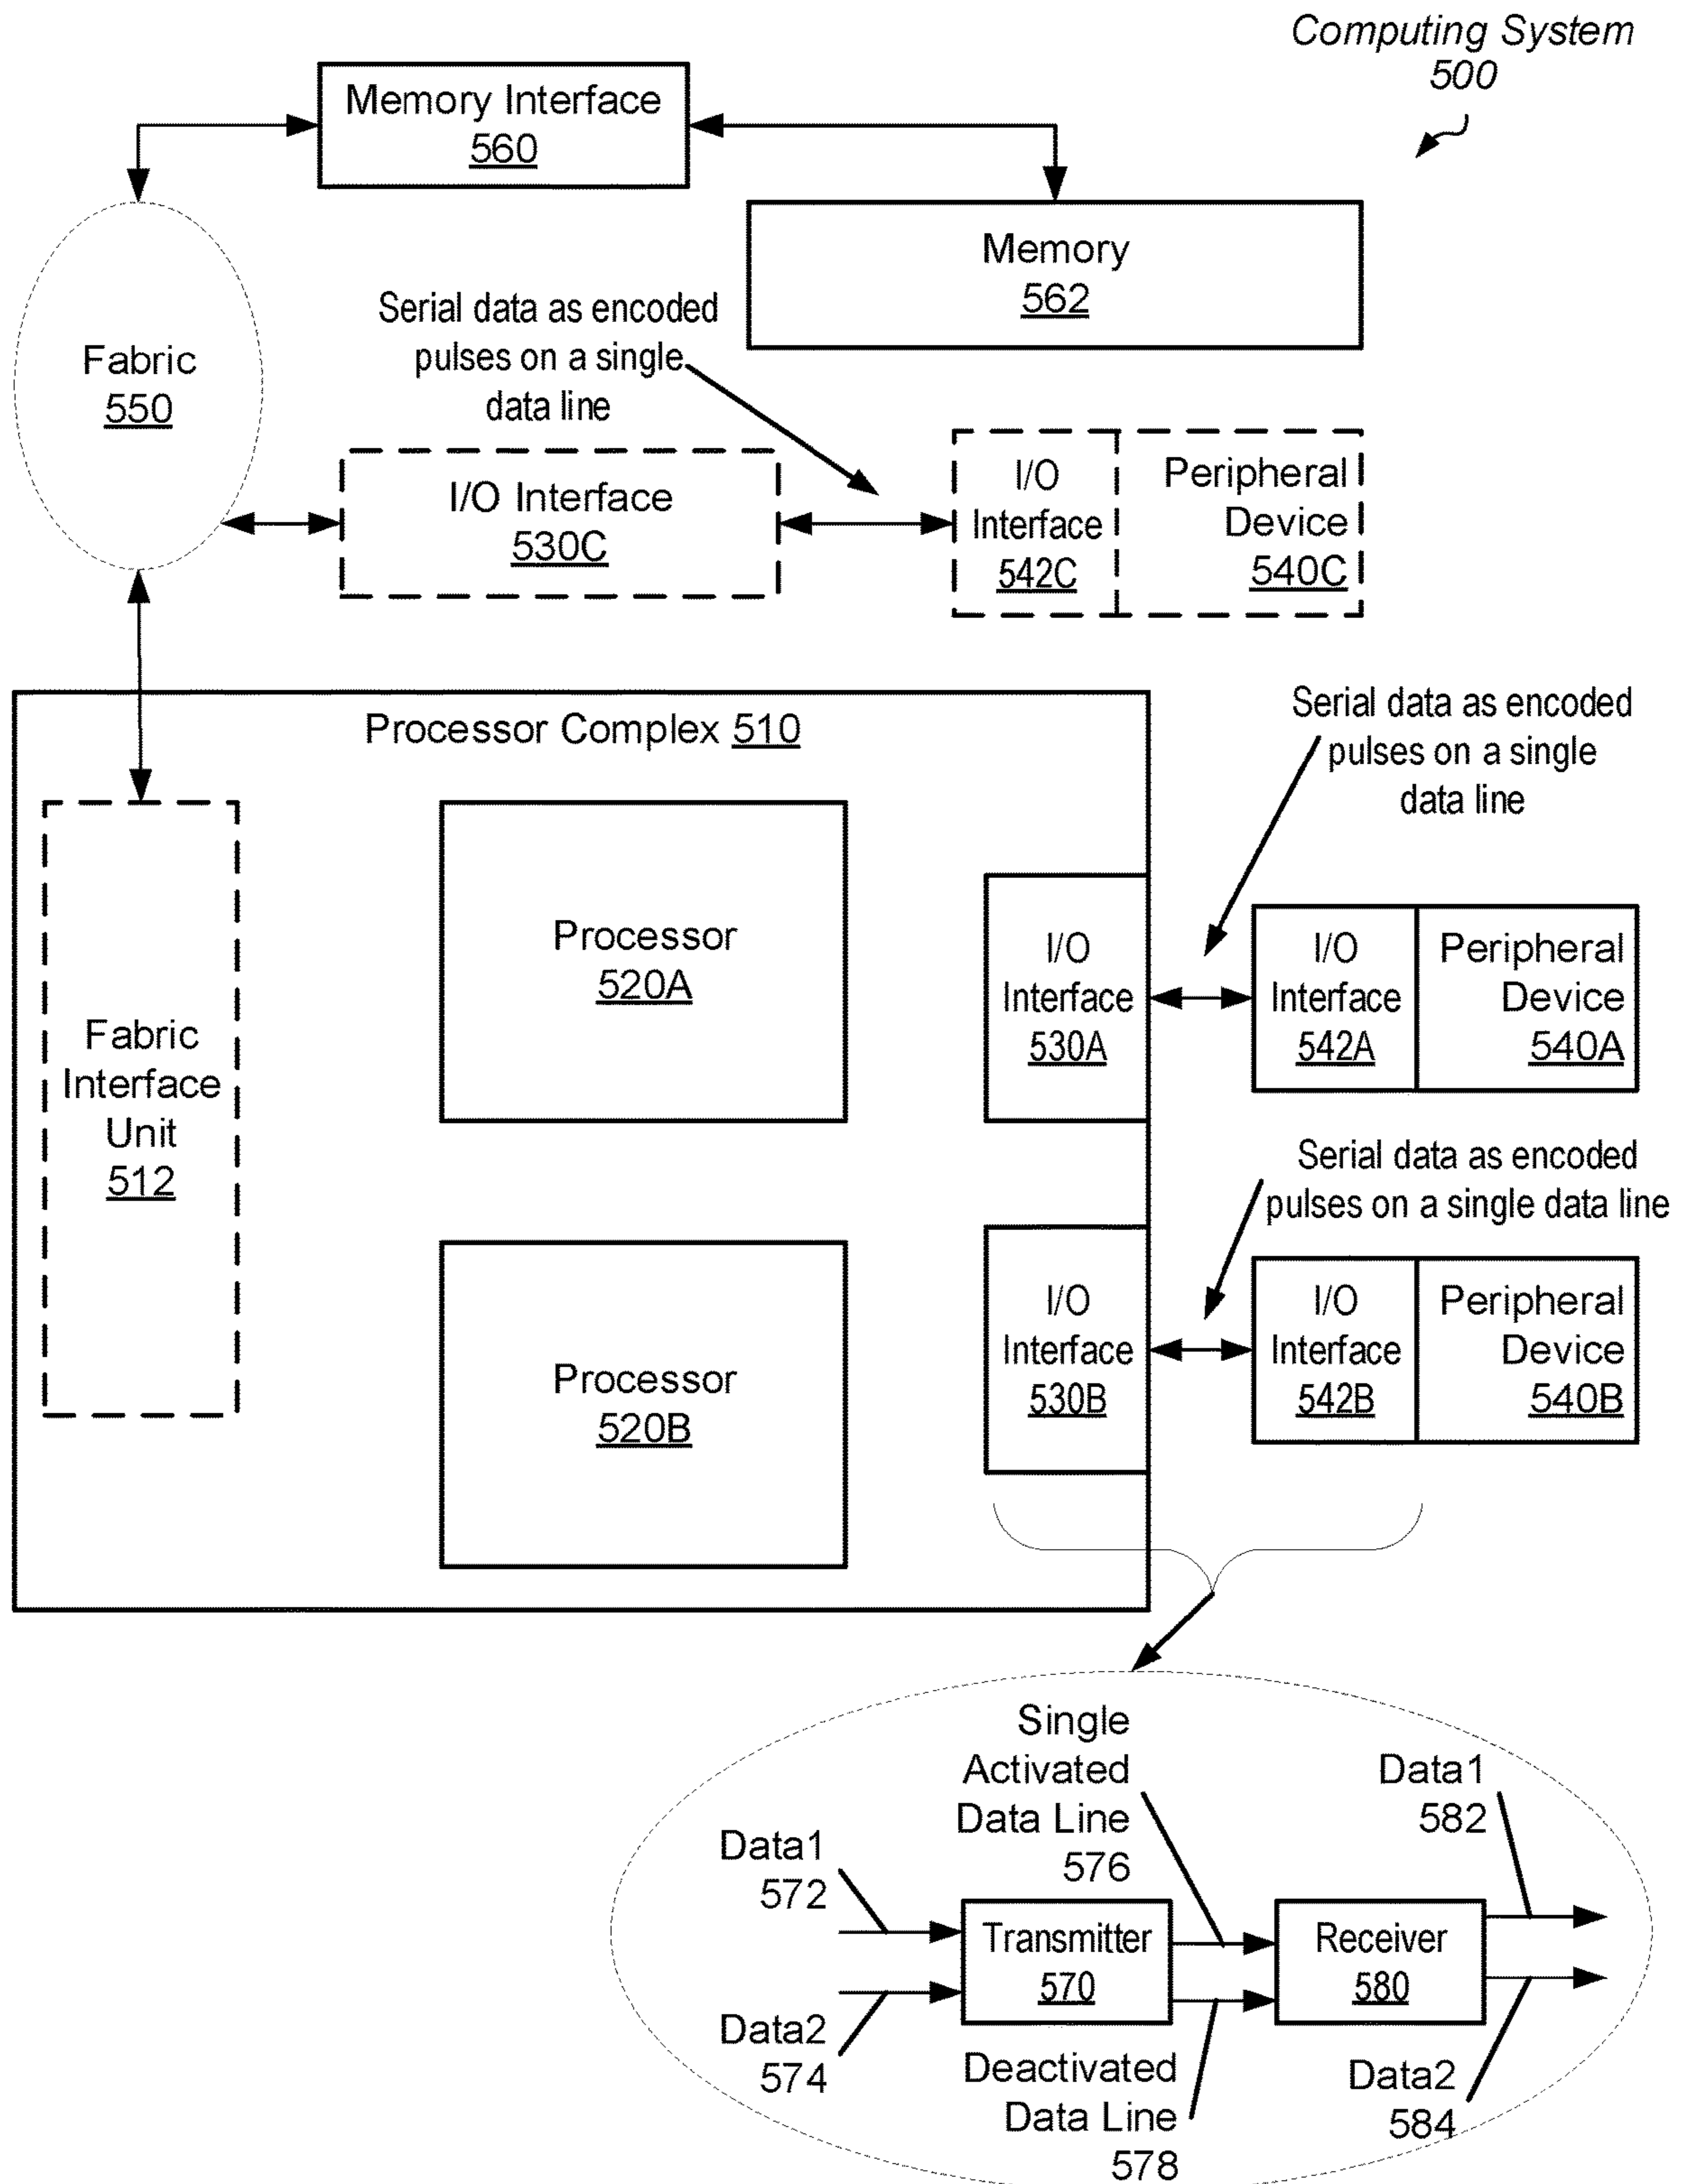 Computing System
500
Memory Interface
560
Memory
562
Fabric
550
Serial data as encoded
pulses on a single
data line
I/O Interface
530C
I/O
Interface
542C
Peripheral
Device
540C
Processor Complex 510
Serial data as encoded
pulses on a single
data line
Fabric
Interface
Unit
512
Processor
520A
I/O
Interface
530A
I/O
Interface
542A
Peripheral
Device
540A
Serial data as encoded
pulses on a single data line
Processor
520B
I/O
Interface
530B
I/O
Interface
542B
Peripheral
Device
540B
Single
Activated
Data Line
576
Data1
582
Data1
572
Transmitter
570
Receiver
580
Data2
574
Deactivated
Data Line
578
Data2
584